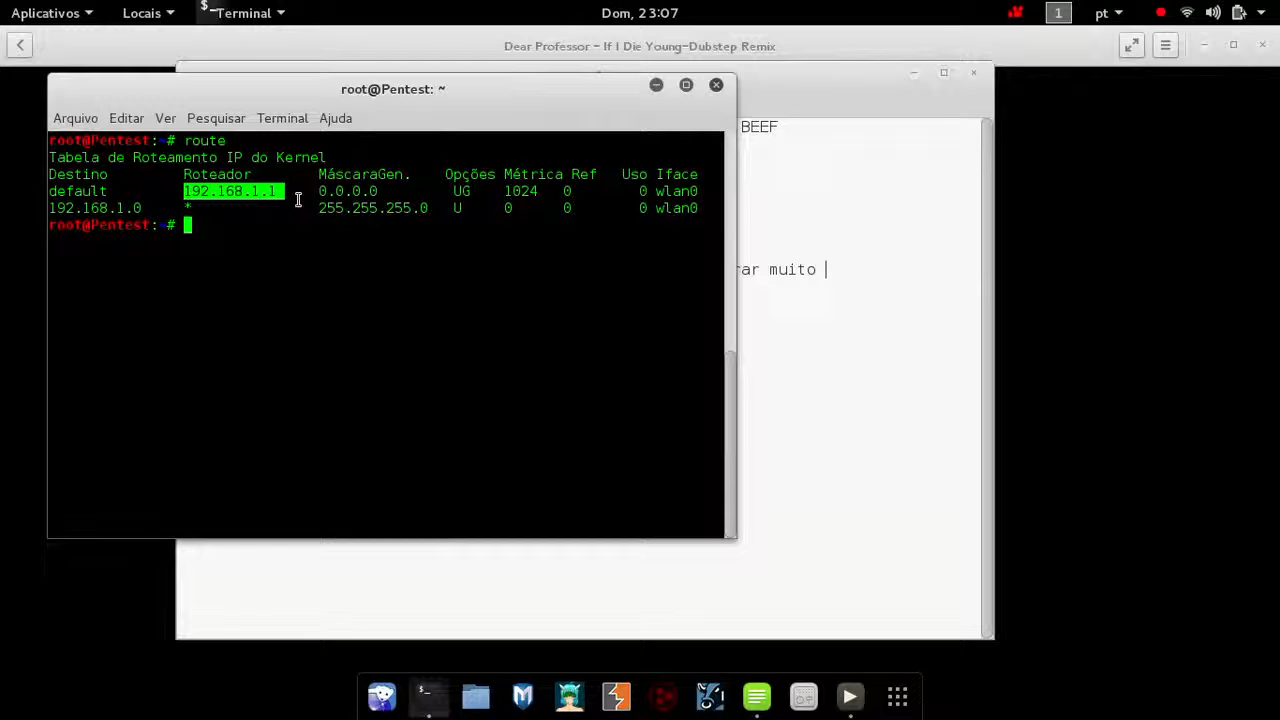 Aplicativos Locais Terminal Dom, 23:07 1 pt
Dear Professor - If I Die Young-Dubstep Remix
root@Pentest: ~
Arquivo Editar Ver Pesquisar Terminal Ajuda
BEEF
root@Pentest:~# route
Tabela de Roteamento IP do Kernel
Destino Roteador MáscaraGen. Opções Métrica Ref Uso Iface
default 192.168.1.1 0.0.0.0 UG 1024 0 0 wlan0
192.168.1.0 * 255.255.255.0 U 0 0 0 wlan0
root@Pentest:~#
rar muito